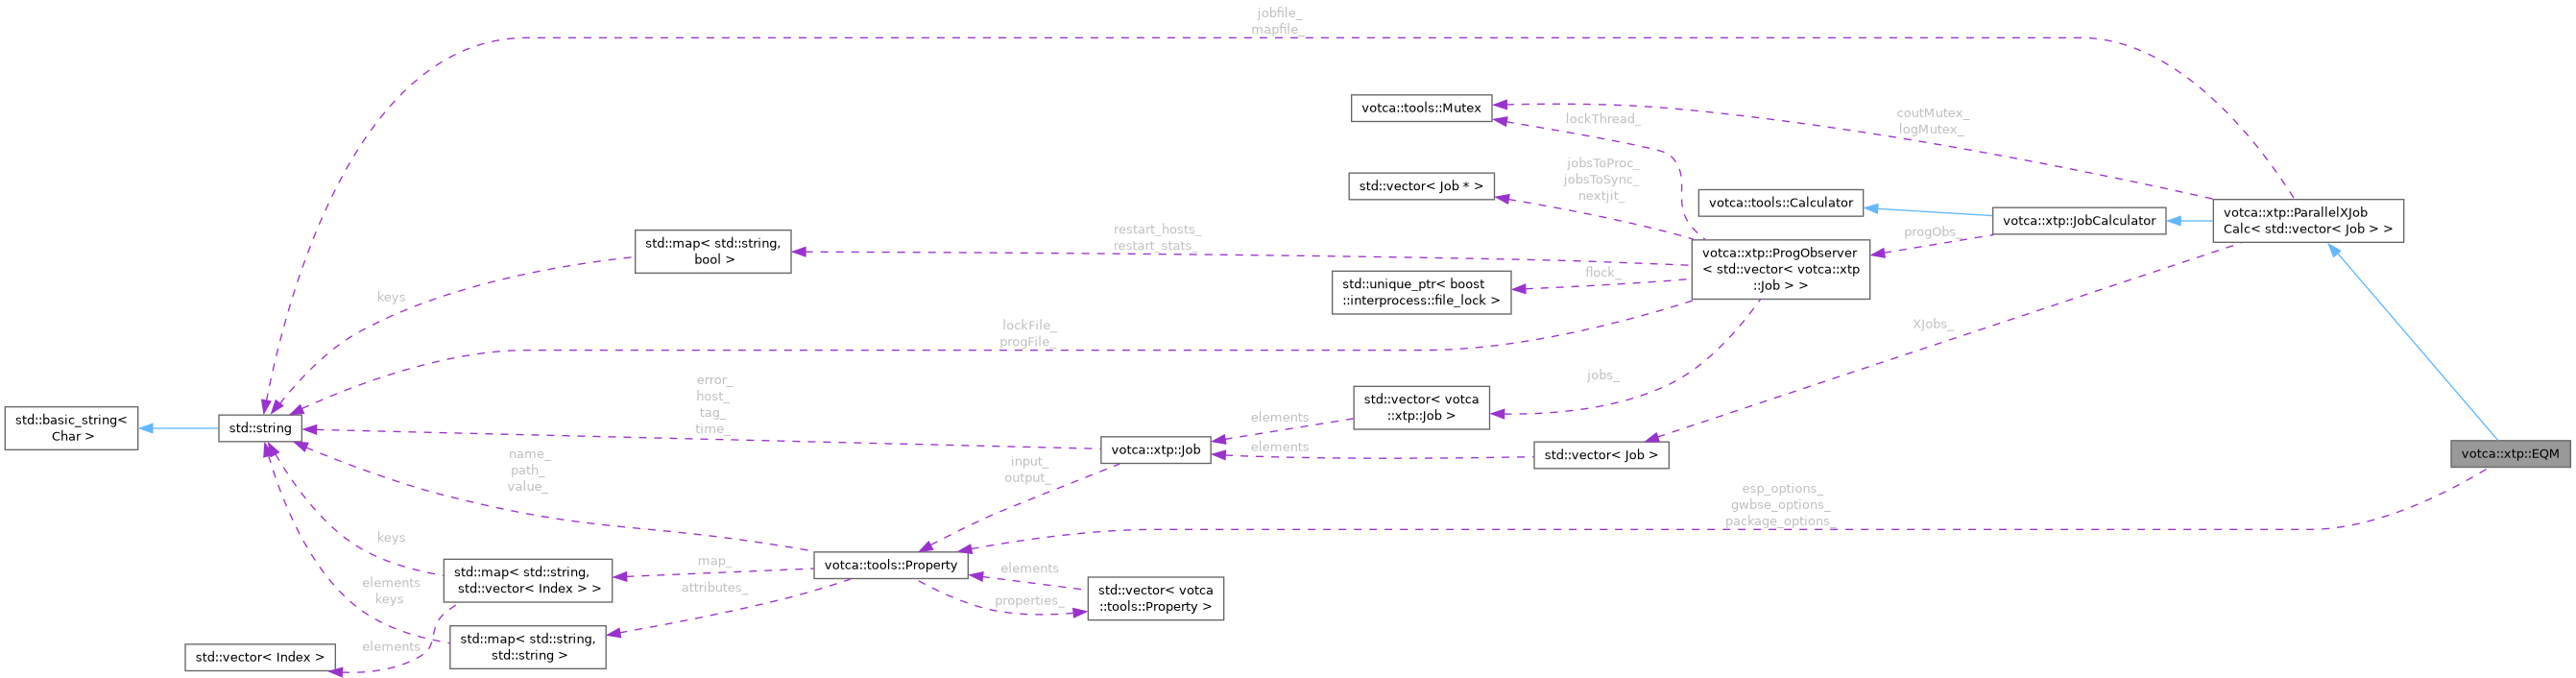 jobfile_
mapfile_
votca::tools::Mutex
coutMutex_
logMutex_
lockThread_
std::vector< Job * >
jobsToProc_
jobsToSync_
nextjit_
votca::tools::Calculator
votca::xtp::JobCalculator
votca::xtp::ParallelXJob
Calc< std::vector< Job > >
progObs_
std::map< std::string,
bool >
restart_hosts_
restart_stats_
votca::xtp::ProgObserver
< std::vector< votca::xtp
::Job > >
std::unique_ptr< boost
::interprocess::file_lock >
flock_
keys
lockFile_
progFile_
XJobs_
jobs_
error_
host_
tag_
time_
std::vector< votca
::xtp::Job >
elements
std::basic_string<
Char >
std::string
votca::xtp::Job
elements
std::vector< Job >
votca::xtp::EQM
name_
path_
value_
input_
output_
esp_options_
gwbse_options_
package_options_
keys
std::map< std::string,
std::vector< Index > >
map_
votca::tools::Property
elements
std::vector< votca
::tools::Property >
elements
keys
attributes_
properties_
std::map< std::string,
std::string >
elements
std::vector< Index >